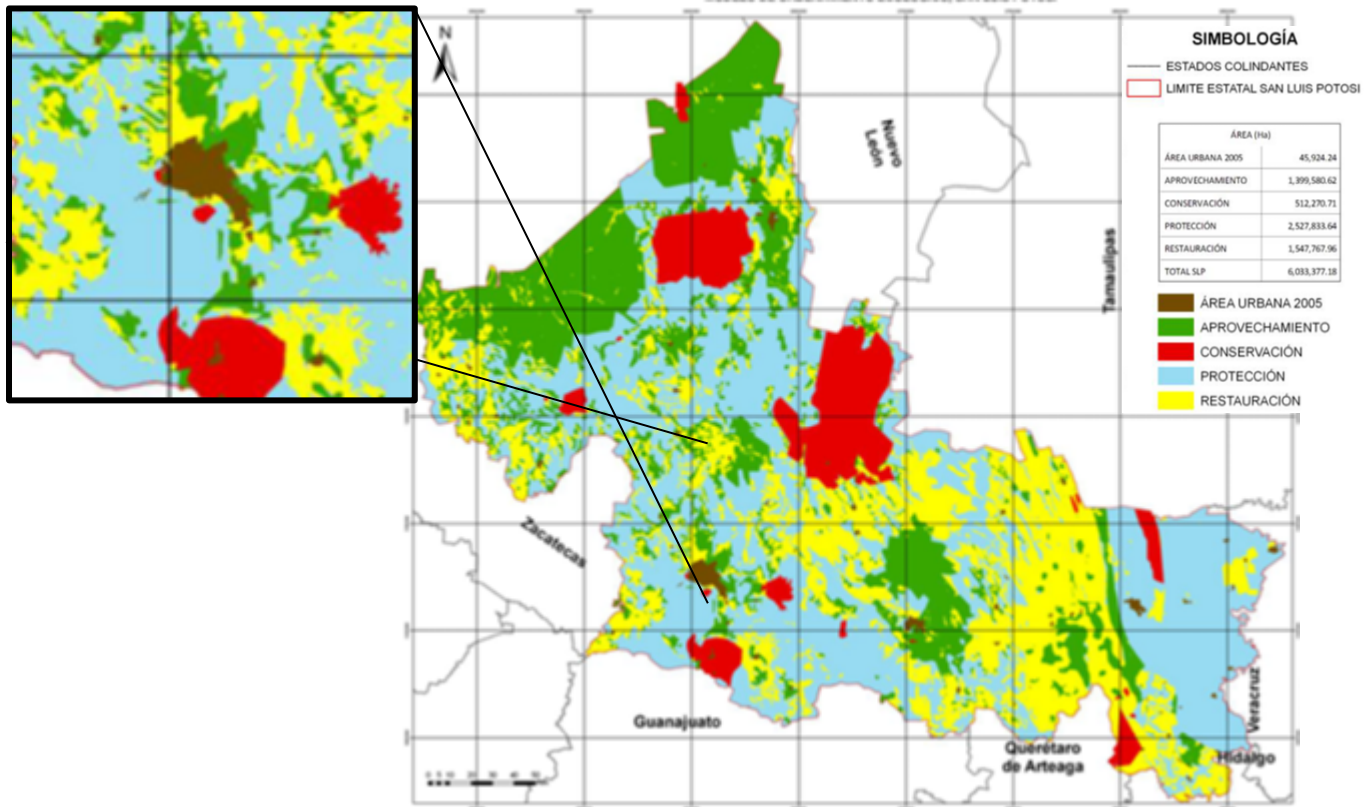 N
SIMBOLOGÍA
ESTADOS COLINDANTES
LIMITE ESTATAL SAN LUIS POTOSI
ÁREA (Ha)
ÁREA URBANA 2005 45,924.24
APROVECHAMIENTO 1,399,580.62
CONSERVACIÓN 512,270.71
PROTECCIÓN 2,527,833.64
RESTAURACIÓN 1,547,767.96
TOTAL SLP 6,033,377.18
ÁREA URBANA 2005
APROVECHAMIENTO
CONSERVACIÓN
PROTECCIÓN
RESTAURACIÓN
Nuevo
León
Tamaulipas
Zacatecas
Guanajuato
Querétaro
de Arteaga
Hidalgo
Veracruz